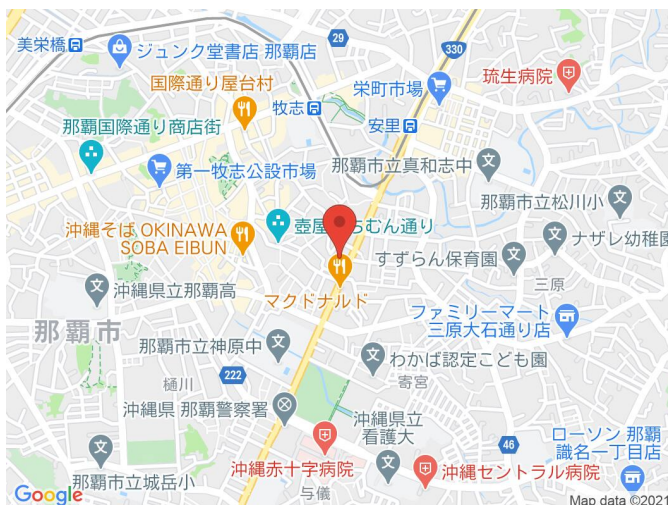 美栄橋
ジュンク堂書店 那覇店
29
330
国際通り屋台村
栄町市場
琉生病院
牧志
安里
那覇国際通り商店街
第一牧志公設市場
那覇市立真和志中
那覇市立松川小
沖縄そば OKINAWA
SOBA EIBUN
壺屋
ちむん通り
ナザレ幼稚園
すずらん保育園
三原
沖縄県立那覇高
マクドナルド
ファミリーマート
三原大石通り店
那覇市
那覇市立神原中
わかば認定こども園
222
樋川
寄宮
沖縄県 那覇警察署
沖縄県立
看護大
46
ローソン 那覇
識名一丁目店
沖縄赤十字病院
沖縄セントラル病院
那覇市立城岳小
与儀
Google
Map data ©2021